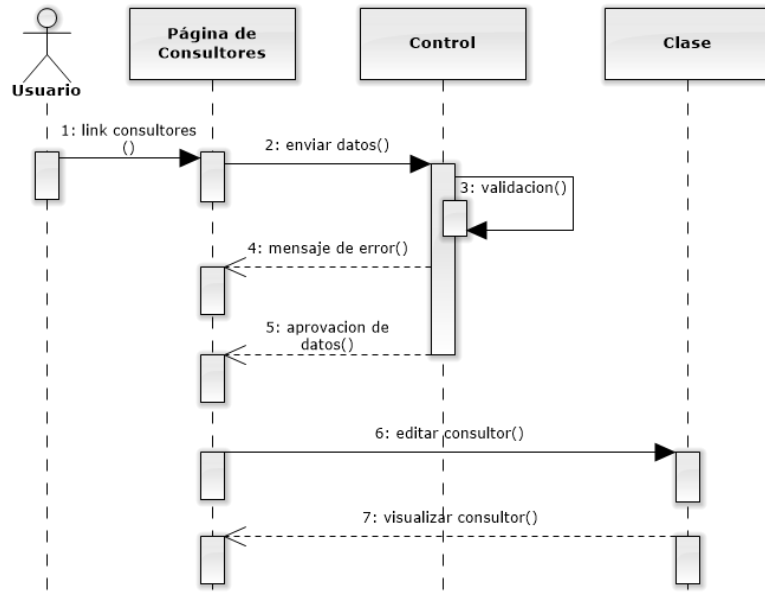 Página de
Consultores
Control
Clase
Usuario
1: link consultores
()
2: enviar datos()
3: validacion()
4: mensaje de error()
5: aprovacion de
datos()
6: editar consultor()
7: visualizar consultor()